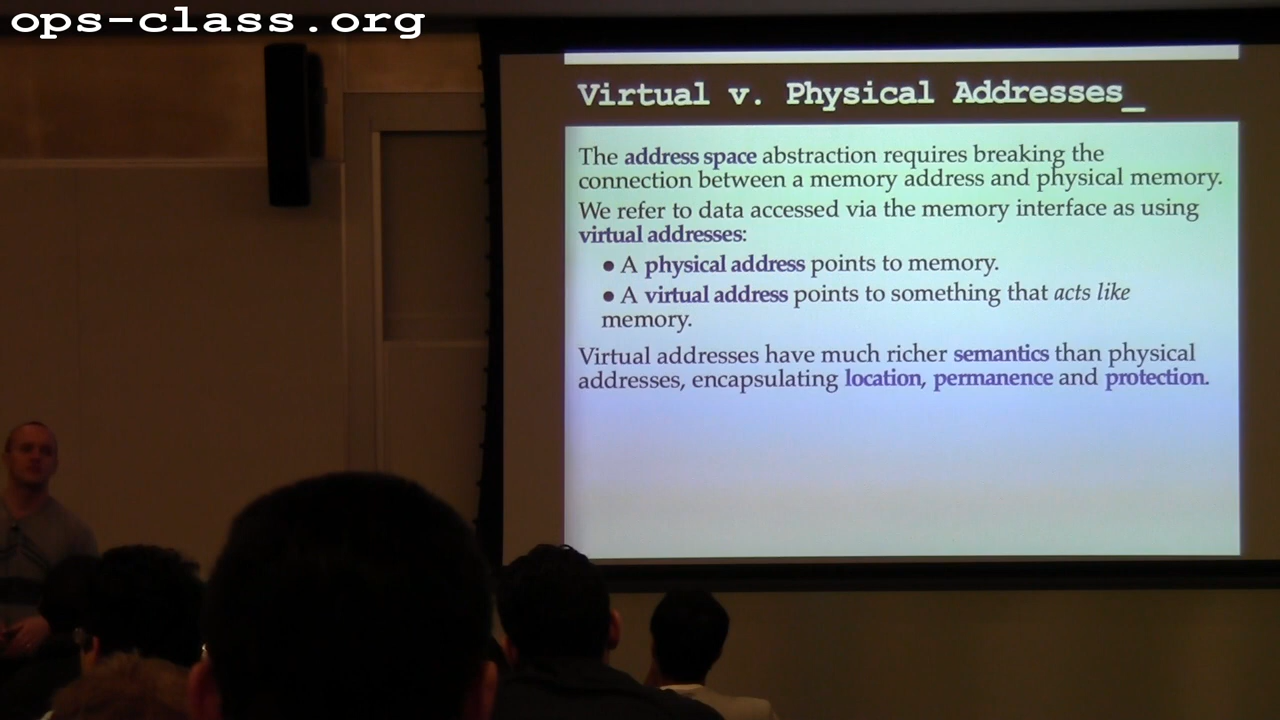 ops-class.org
Virtual v. Physical Addresses_
The address space abstraction requires breaking the
connection between a memory address and physical memory.
We refer to data accessed via the memory interface as using
virtual addresses:
● A physical address points to memory.
● A virtual address points to something that acts like
memory.
Virtual addresses have much richer semantics than physical
addresses, encapsulating location, permanence and protection.